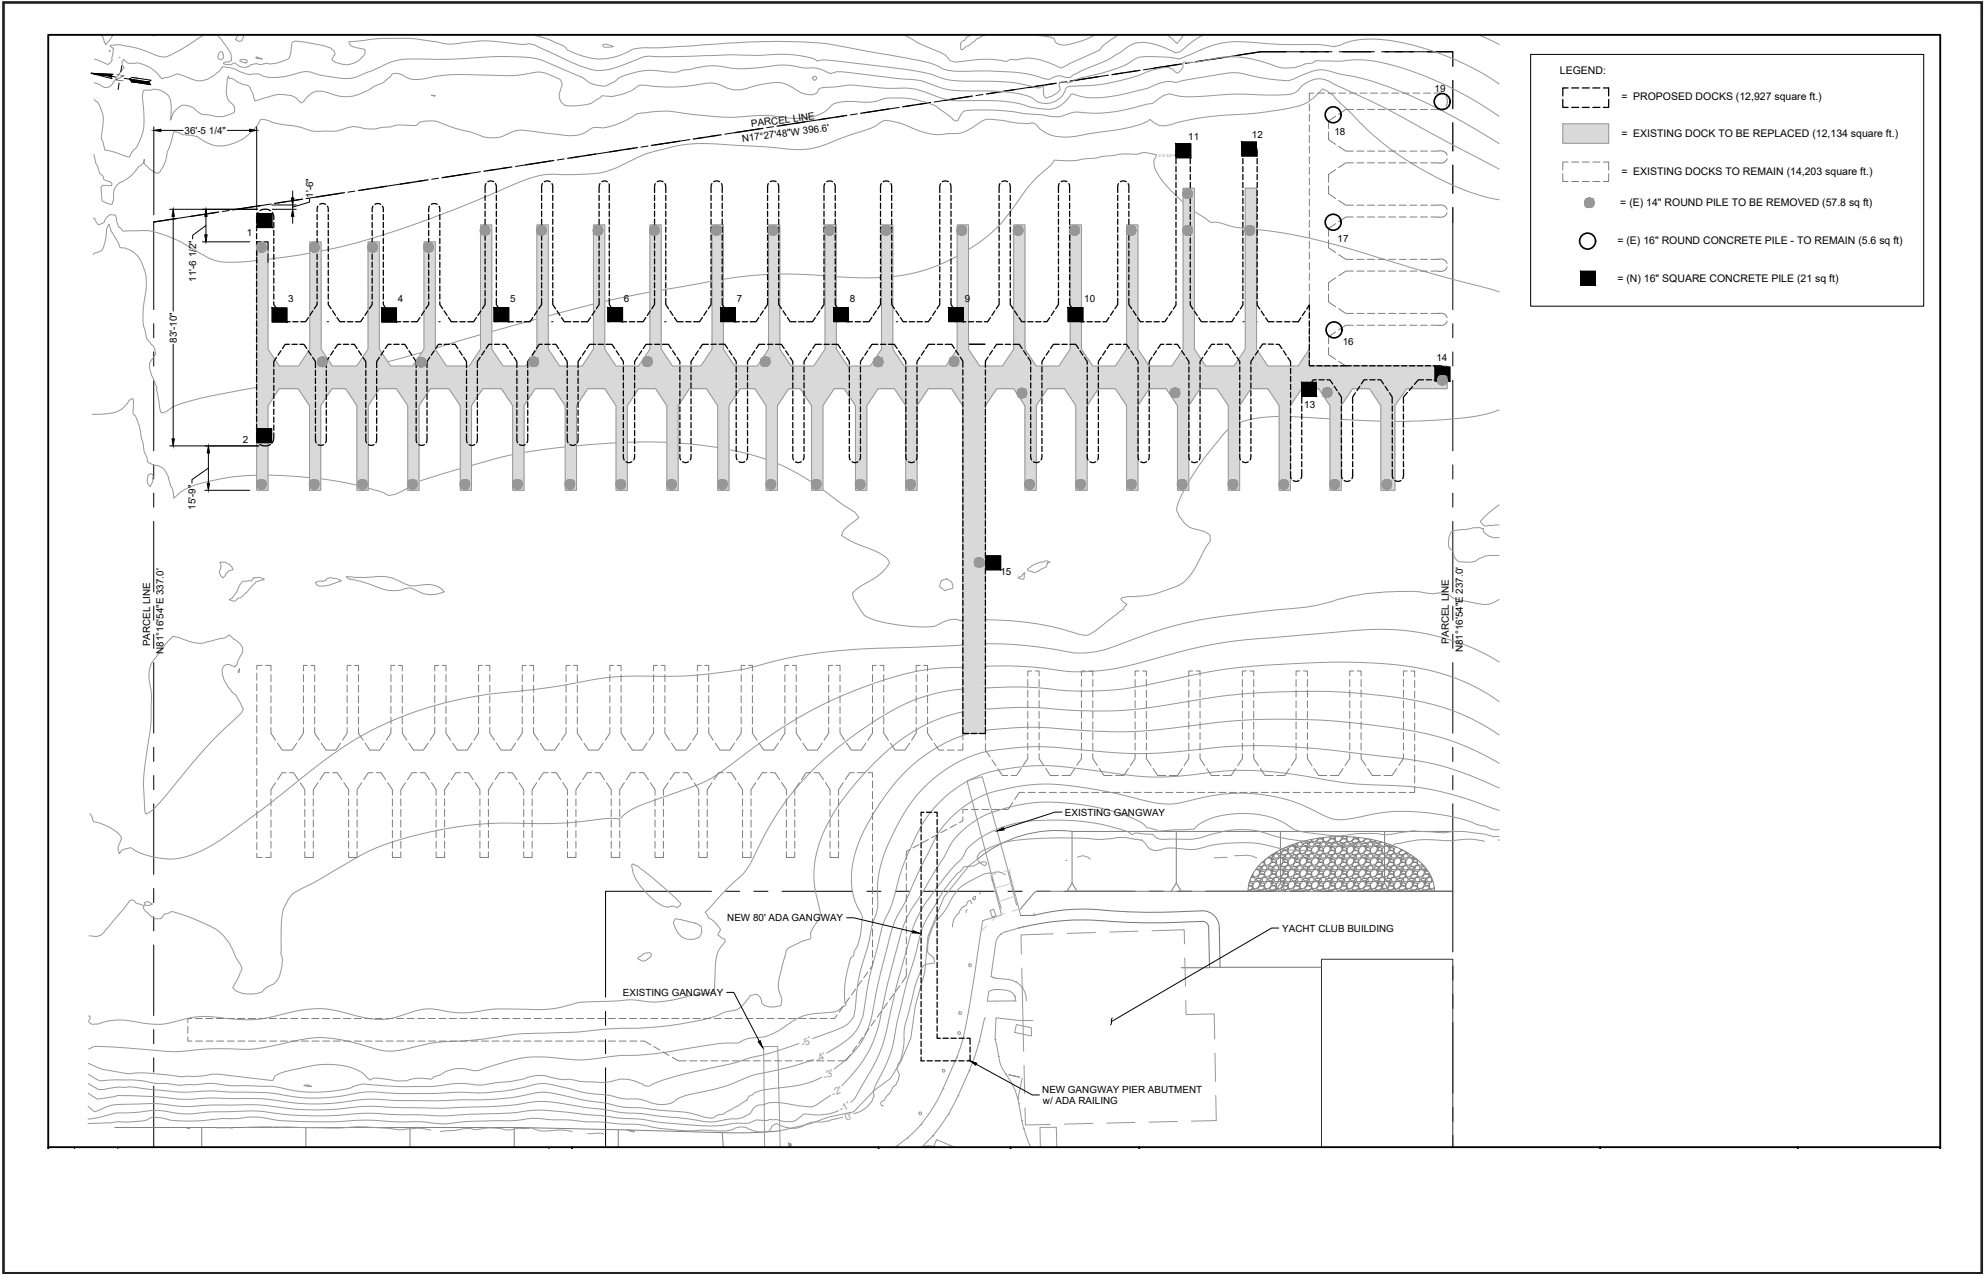 LEGEND:
= PROPOSED DOCKS (12,927 square ft.)
= EXISTING DOCK TO BE REPLACED (12,134 square ft.)
= EXISTING DOCKS TO REMAIN (14,203 square ft.)
= (E) 14" ROUND PILE TO BE REMOVED (57.8 sq ft)
= (E) 16" ROUND CONCRETE PILE - TO REMAIN (5.6 sq ft)
= (N) 16" SQUARE CONCRETE PILE (21 sq ft)
N
36'-5 1/4"
PARCEL LINE
N17°27'48"W 396.6'
1'-6"
11'-6 1/2"
83'-10"
15'-9"
19
18
11
12
17
1
3
4
5
6
7
8
9
10
16
14
13
2
15
PARCEL LINE
N81°16'54"E 337.0'
PARCEL LINE
N81°16'54"E 237.0'
EXISTING GANGWAY
NEW 80' ADA GANGWAY
YACHT CLUB BUILDING
EXISTING GANGWAY
-5'
-4'
-3'
-2'
-1'
0'
NEW GANGWAY PIER ABUTMENT
w/ ADA RAILING